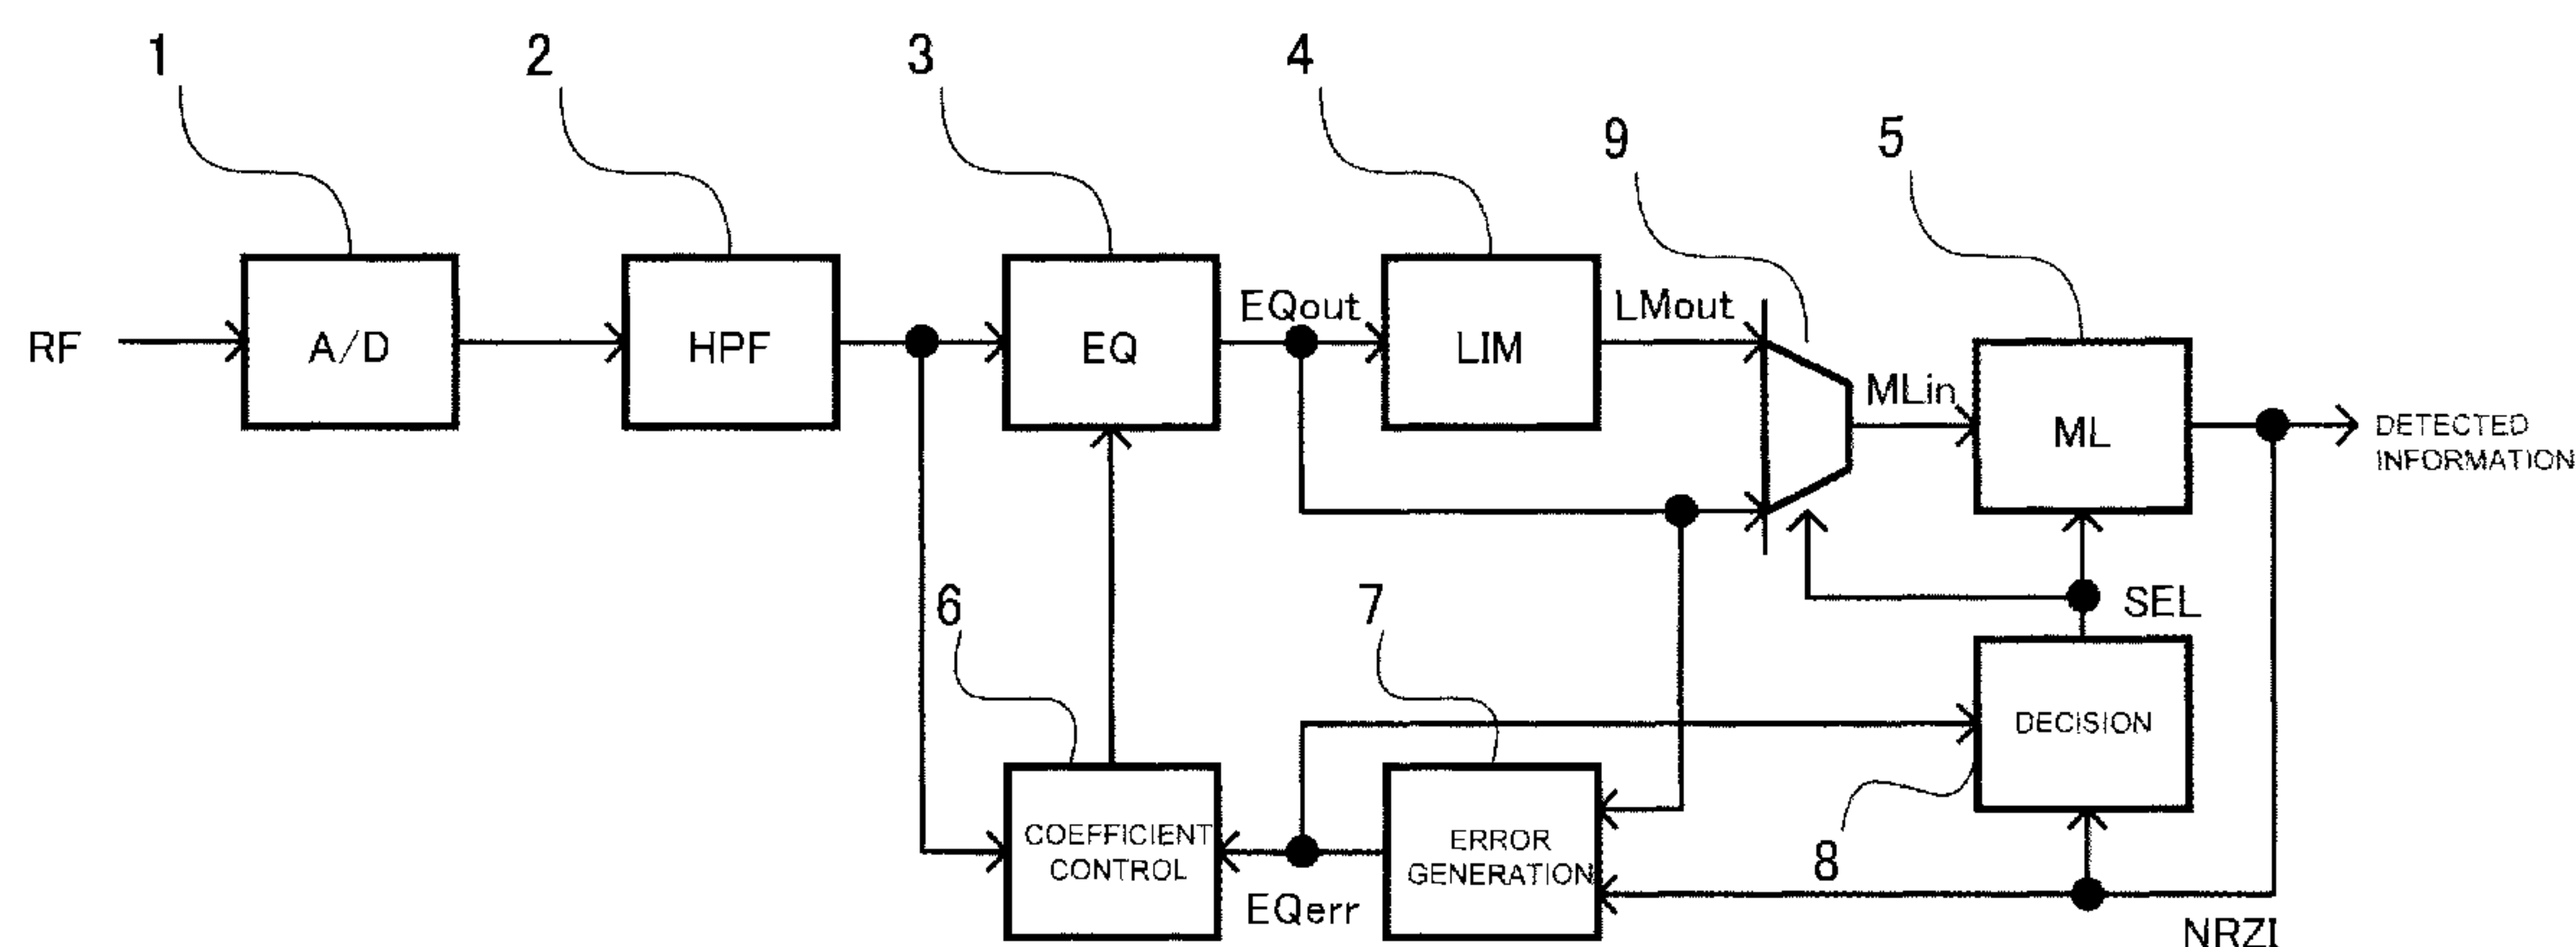 1
2
3
4
9
5
RF
A/D
HPF
EQ
EQout
LIM
LMout
MLin
ML
DETECTED
INFORMATION
6
7
SEL
DECISION
COEFFICIENT
CONTROL
ERROR
GENERATION
8
EQerr
NRZI